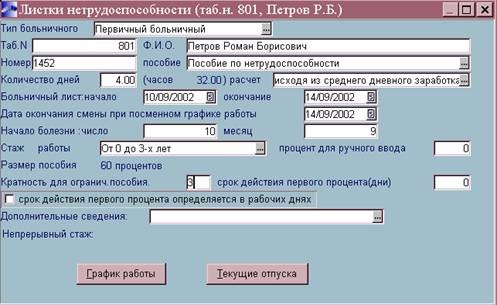 Листки нетрудоспособности (таб.н. 801, Петров Р.Б.)
Тип больничного Первичный больничный ...
Таб.N 801 Ф.И.О. Петров Роман Борисович
Номер 1452 пособие Пособие по нетрудоспособности ...
Количество дней 4.00 (часов 32.00) расчет исходя из среднего дневного заработка ...
Больничный лист:начало 10/09/2002 окончание 14/09/2002
Дата окончания смены при посменном графике работы 14/09/2002
Начало болезни :число 10 месяц 9
Стаж работы От 0 до 3-х лет ... процент для ручного ввода 0
Размер пособия 60 процентов
Кратность для огранич.пособия. 3 срок действия первого процента(дни) 0
срок действия первого процента определяется в рабочих днях
Дополнительные сведения: ...
Непрерывный стаж:
График работы Текущие отпуска